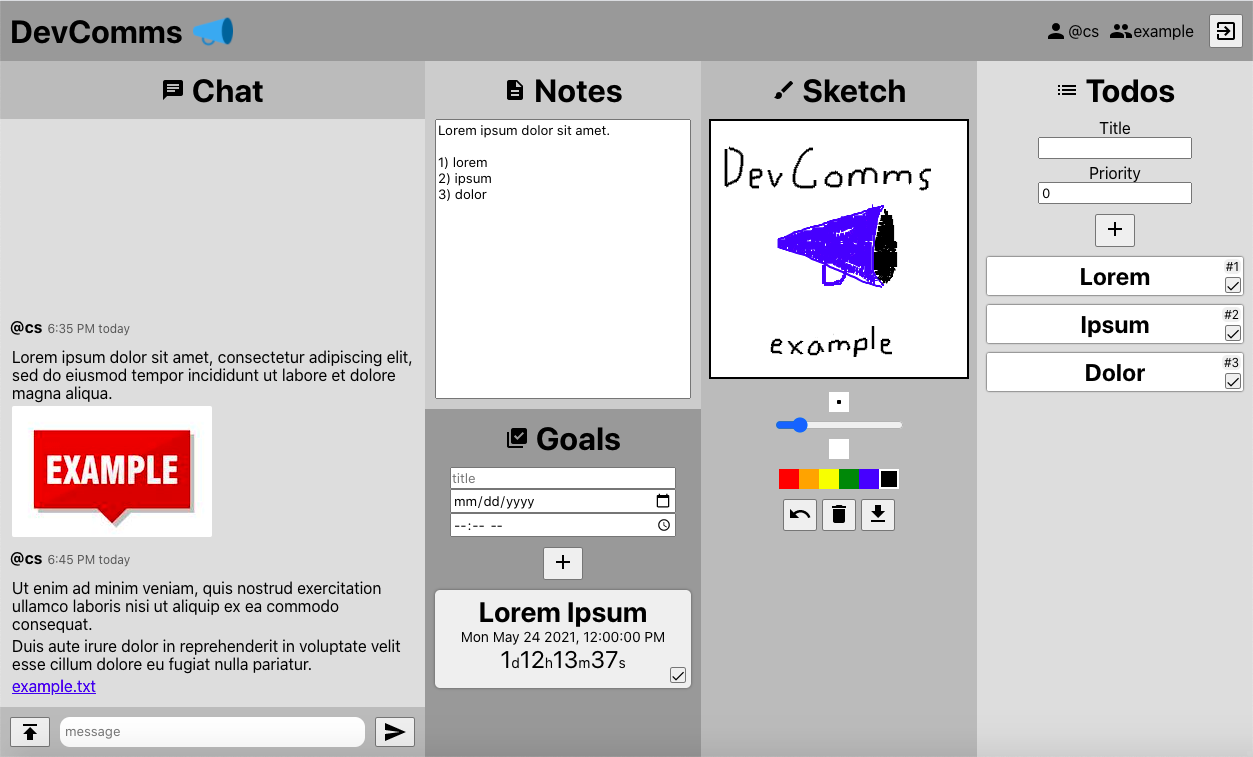 DevComms
@cs example
Chat
@cs 6:35 PM today
Lorem ipsum dolor sit amet, consectetur adipiscing elit,
sed do eiusmod tempor incididunt ut labore et dolore
magna aliqua.
EXAMPLE
@cs 6:45 PM today
Ut enim ad minim veniam, quis nostrud exercitation
ullamco laboris nisi ut aliquip ex ea commodo
consequat.
Duis aute irure dolor in reprehenderit in voluptate velit
esse cillum dolore eu fugiat nulla pariatur.
example.txt
message
Notes
Lorem ipsum dolor sit amet.
1) lorem
2) ipsum
3) dolor
Goals
title
mm/dd/yyyy
--:-- --
+
Lorem Ipsum
Mon May 24 2021, 12:00:00 PM
1d12h13m37s
Sketch
DevComms
example
Todos
Title
Priority
0
+
Lorem #1
Ipsum #2
Dolor #3